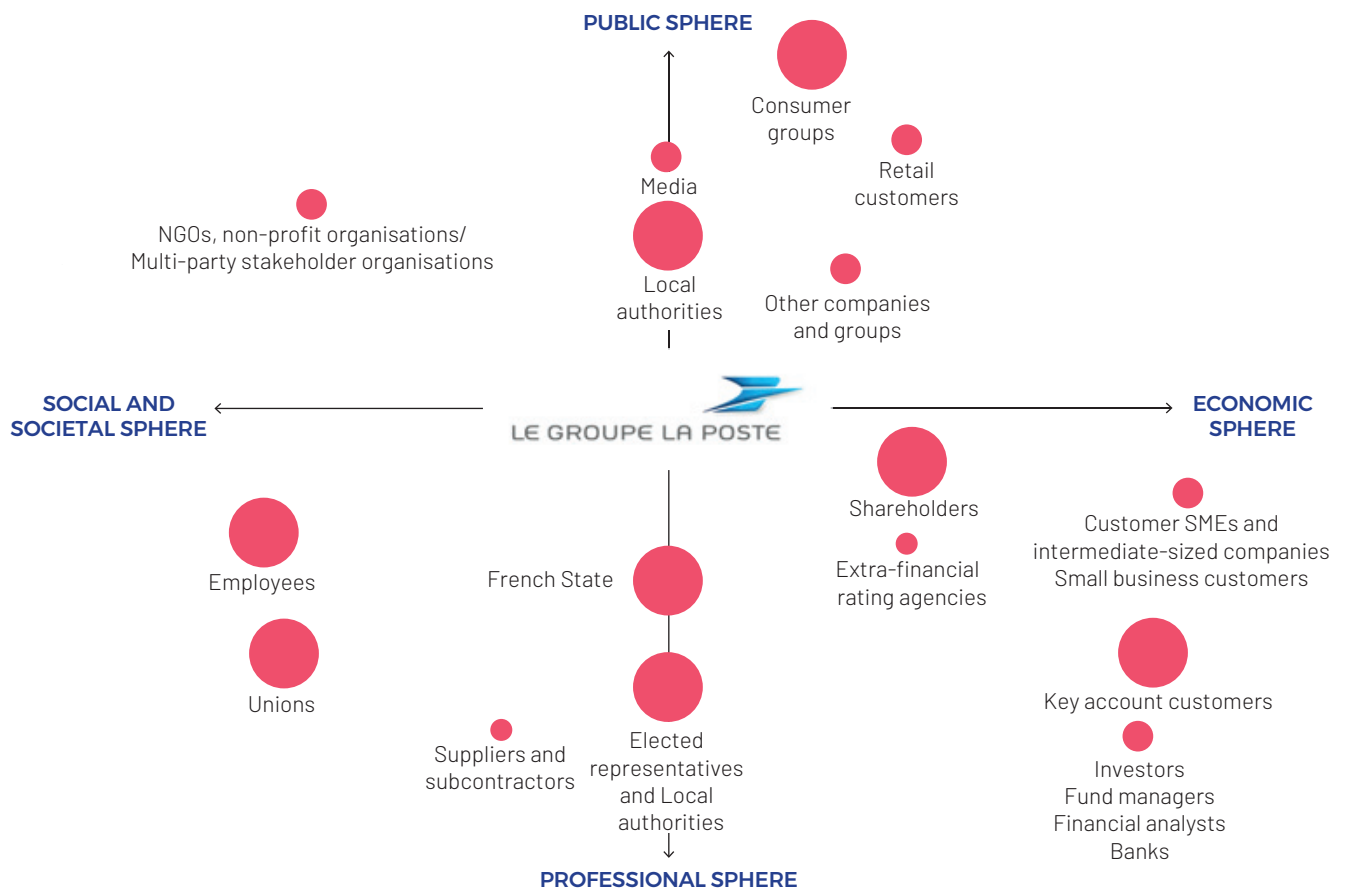 PUBLIC SPHERE
Consumer
groups
Retail
customers
Media
NGOs, non-profit organisations/
Multi-party stakeholder organisations
Local
authorities
Other companies
and groups
SOCIAL AND
SOCIETAL SPHERE
LE GROUPE LA POSTE
ECONOMIC
SPHERE
Shareholders
Extra-financial
rating agencies
Customer SMEs and
intermediate-sized companies
Small business customers
Employees
French State
Unions
Key account customers
Suppliers and
subcontractors
Elected
representatives
and Local
authorities
Investors
Fund managers
Financial analysts
Banks
PROFESSIONAL SPHERE